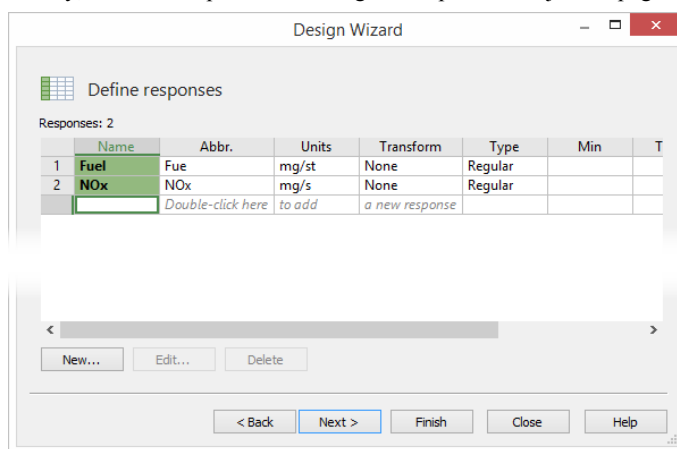 Design Wizard
Define responses
Responses: 2
Name Abbr. Units Transform Type Min T
1 Fuel Fue mg/st None Regular
2 NOx NOx mg/s None Regular
Double-click here to add a new response
New... Edit... Delete
< Back Next > Finish Close Help